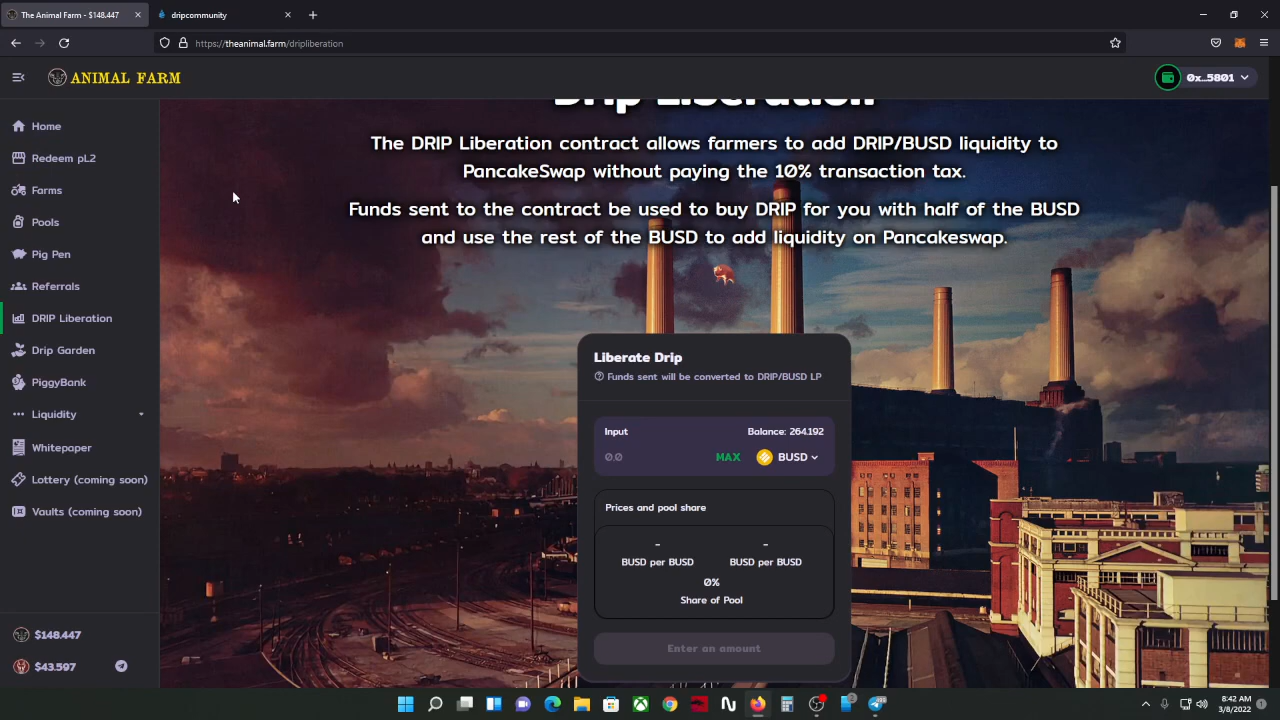 The Animal Farm - $148.447
dripcommunity
https://theanimal.farm/dripliberation
ANIMAL FARM
0x...5801
Home
Redeem pL2
Farms
Pools
Pig Pen
Referrals
DRIP Liberation
Drip Garden
PiggyBank
Liquidity
Whitepaper
Lottery (coming soon)
Vaults (coming soon)
$148.447
$43.597
Drip Liberation
The DRIP Liberation contract allows farmers to add DRIP/BUSD liquidity to
PancakeSwap without paying the 10% transaction tax.
Funds sent to the contract be used to buy DRIP for you with half of the BUSD
and use the rest of the BUSD to add liquidity on Pancakeswap.
Liberate Drip
Funds sent will be converted to DRIP/BUSD LP
Input Balance: 264.192
0.0 MAX BUSD
Prices and pool share
- -
BUSD per BUSD BUSD per BUSD
0%
Share of Pool
Enter an amount
8:42 AM
3/8/2022